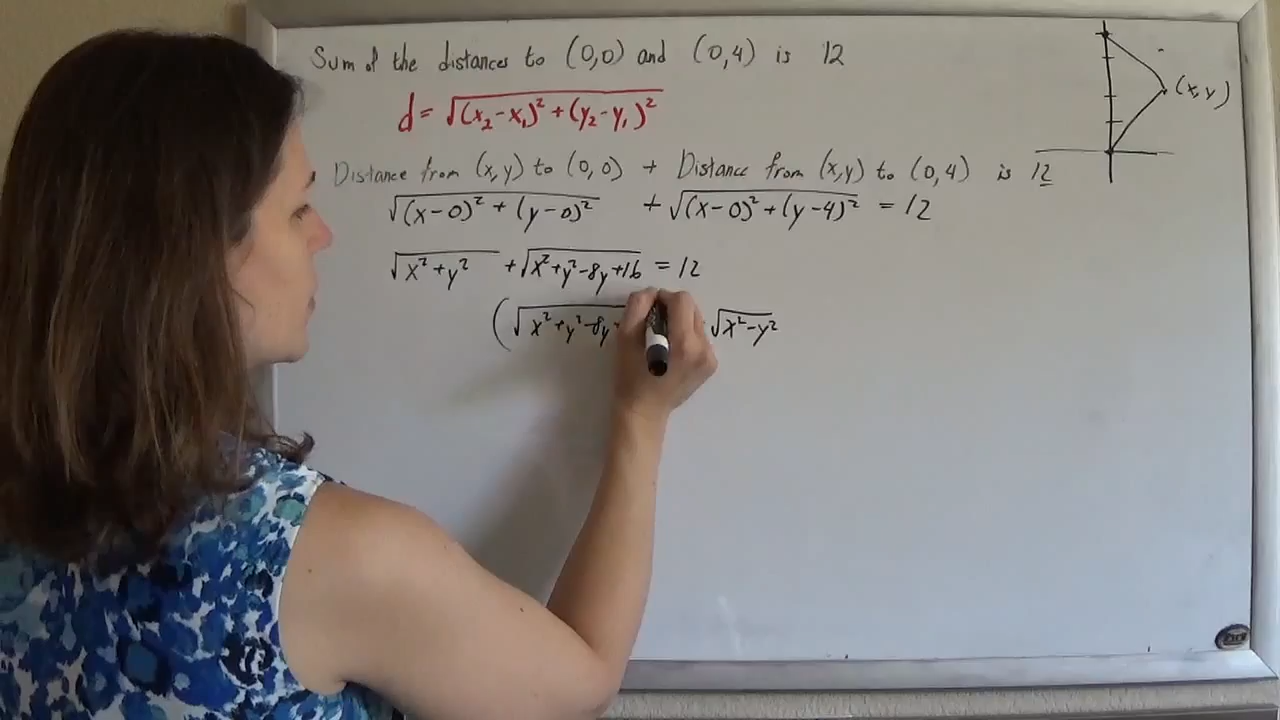 Sum of the distances to (0,0) and (0,4) is 12
d = √(x₂-x₁)² + (y₂-y₁)²
(x,y)
Distance from (x,y) to (0,0) + Distance from (x,y) to (0,4) is 12
√(x-0)² + (y-0)² + √(x-0)² + (y-4)² = 12
√x² + y² + √x² + y² - 8y + 16 = 12
(√x² + y² - 8y √x² - y²